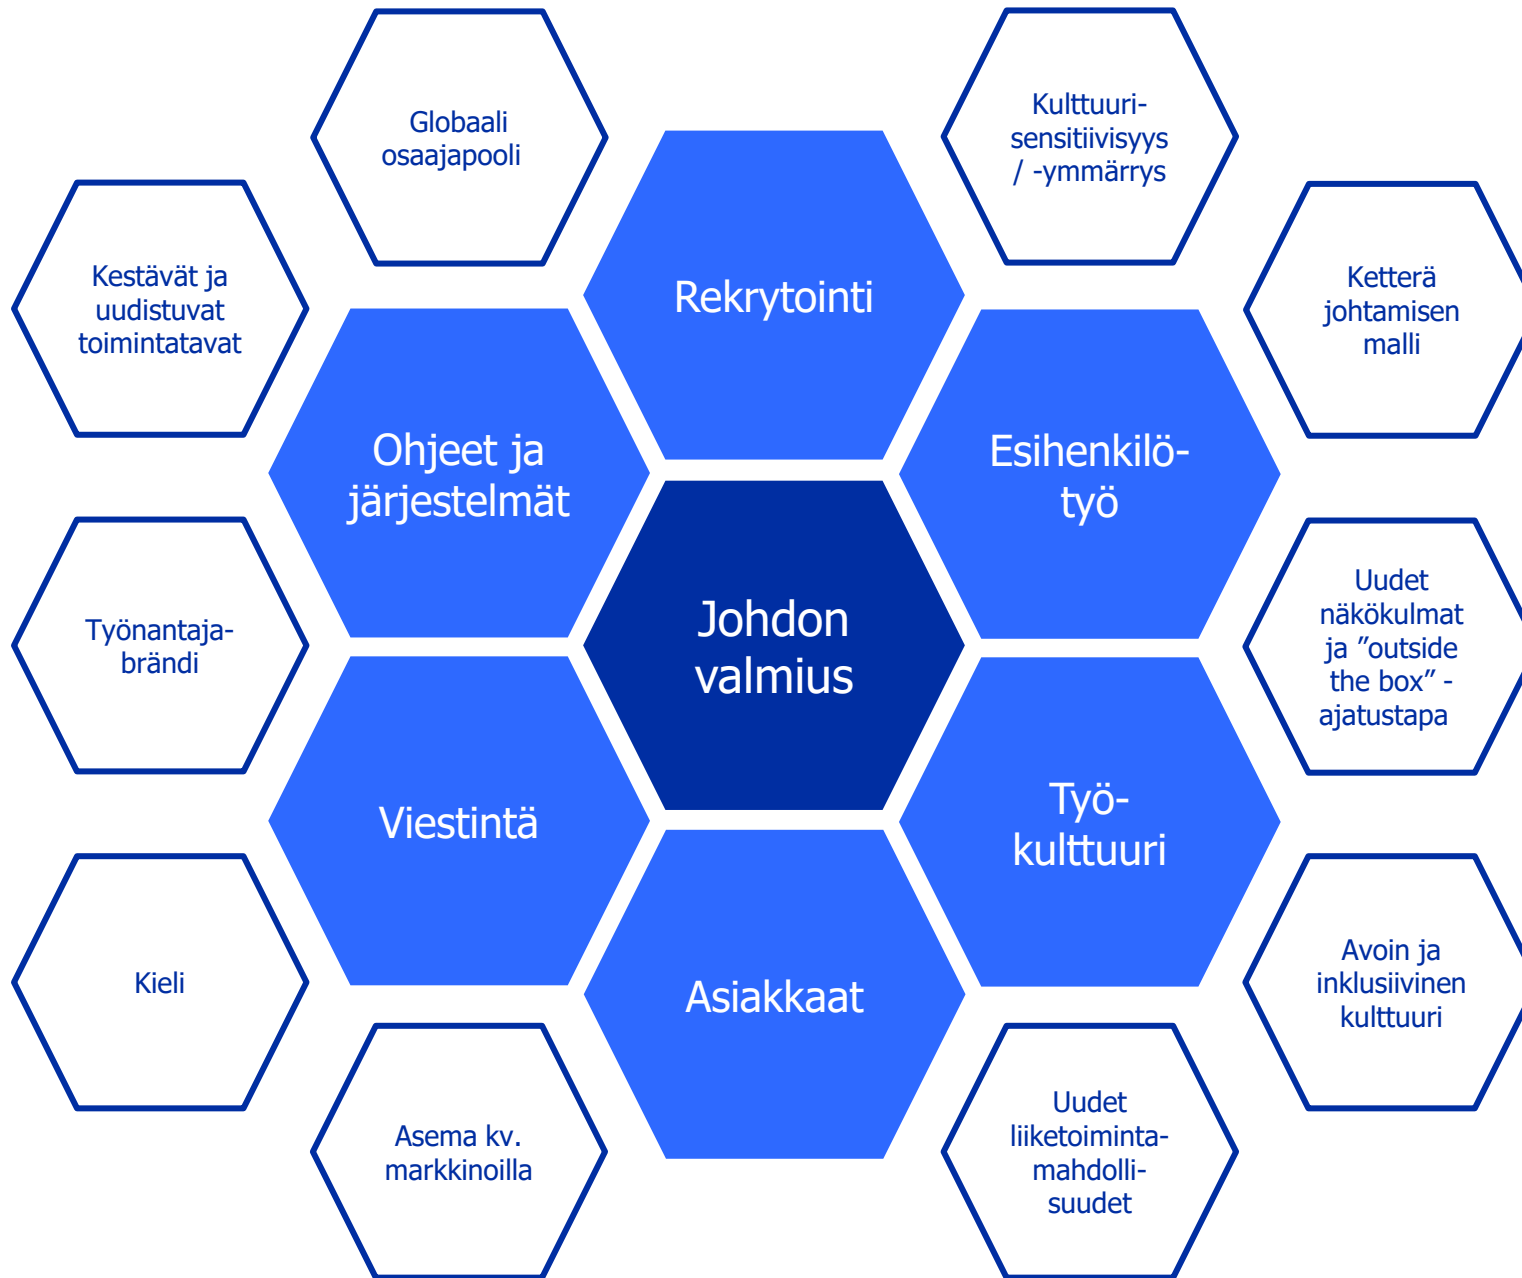 Globaali
osaajapooli
Kulttuuri-
sensitiivisyys
/ -ymmärrys
Kestävät ja
uudistuvat
toimintatavat
Rekrytointi
Ketterä
johtamisen
malli
Ohjeet ja
järjestelmät
Esihenkilö-
työ
Työnantaja-
brändi
Johdon
valmius
Uudet
näkökulmat
ja ”outside
the box” -
ajatustapa
Viestintä
Työ-
kulttuuri
Kieli
Asiakkaat
Avoin ja
inklusiivinen
kulttuuri
Asema kv.
markkinoilla
Uudet
liiketoiminta-
mahdolli-
suudet